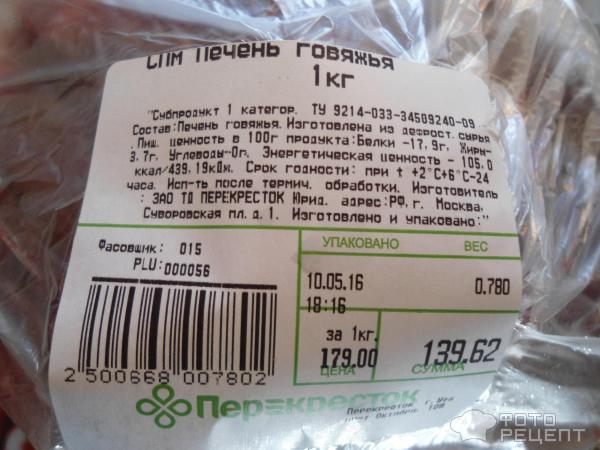 СПМ Печень говяжья
1кг
"Субпродукт 1 категор. ТУ 9214-033-34509240-09
Состав:Печень говяжья. Изготовлена из дефрост. сырья
Пищ. ценность в 100г продукта:Белки -17,9г. Жиры-
3,7г. Углеводы-0г. Энергетическая ценность - 105,0
ккал/439,19кДж. Срок годности: при t +2°C+6°C-24
часа. Исп-ть после термич. обработки. Изготовитель
: ЗАО ТД ПЕРЕКРЕСТОК Юрид. адрес:РФ,г. Москва,
Суворовская пл.д.1. Изготовлено и упаковано:"
Фасовщик: 015
PLU:000056
УПАКОВАНО ВЕС
10.05.16 0.780
18:16
за 1кг.
179.00 139.62
ЦЕНА СУММА
2 500668 007802
Перекресток
Перекресток г.Уфа
Октября,
ФОТО
РЕЦЕПТ